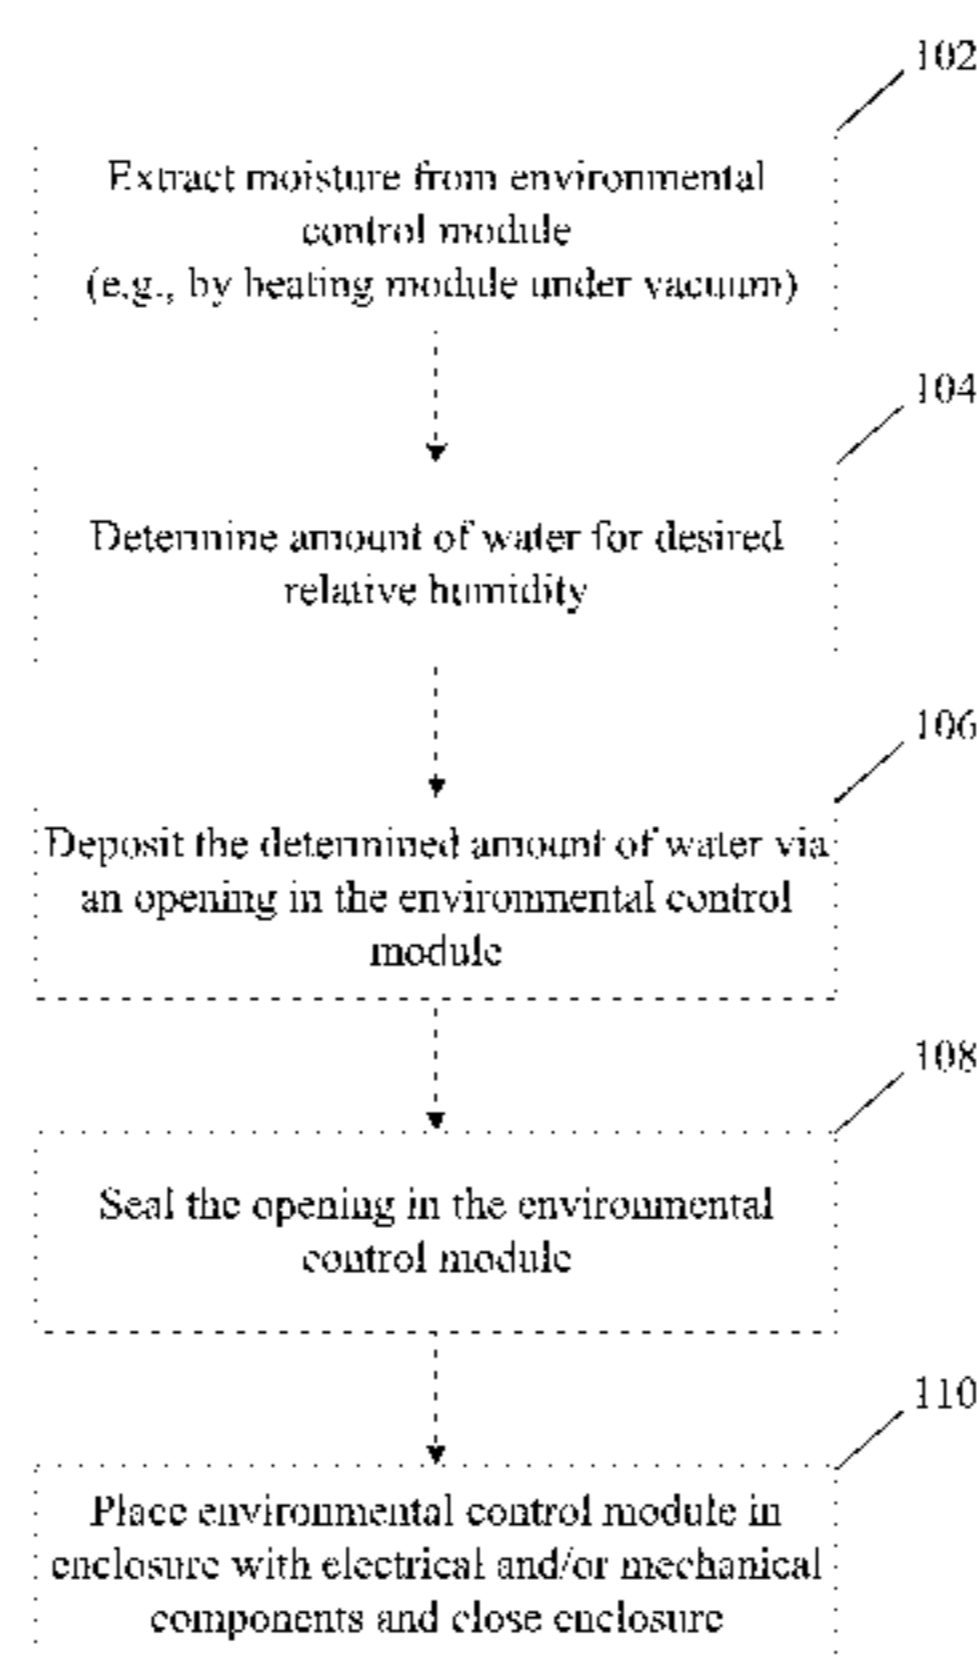 102
Extract moisture from environmental
control module
(e.g., by heating module under vacuum)
104
Determine amount of water for desired
relative humidity
106
Deposit the determined amount of water via
an opening in the environmental control
module
108
Seal the opening in the environmental
control module
110
Place environmental control module in
enclosure with electrical and/or mechanical
components and close enclosure